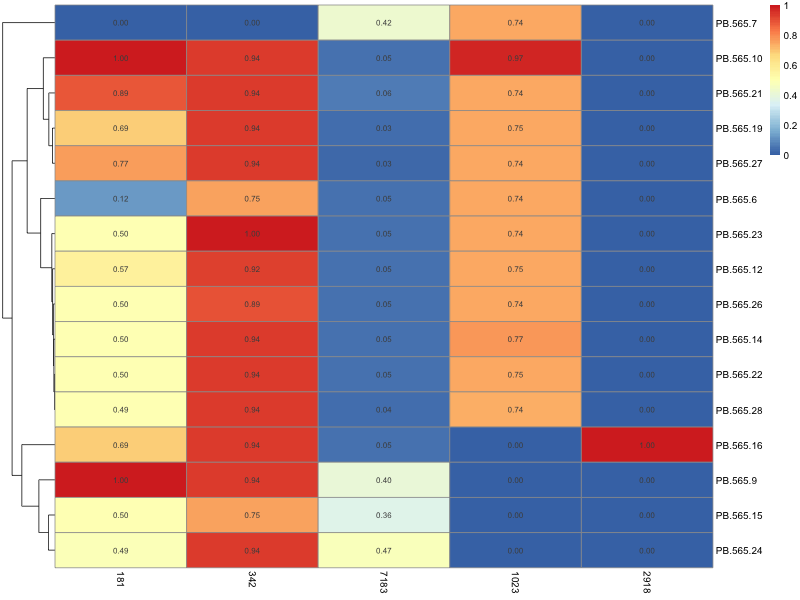 0.00 0.00 0.42 0.74 0.00 PB.565.7
1.00 0.94 0.05 0.97 0.00 PB.565.10
0.89 0.94 0.06 0.74 0.00 PB.565.21
0.69 0.94 0.03 0.75 0.00 PB.565.19
0.77 0.94 0.03 0.74 0.00 PB.565.27
0.12 0.75 0.05 0.74 0.00 PB.565.6
0.50 1.00 0.05 0.74 0.00 PB.565.23
0.57 0.92 0.05 0.75 0.00 PB.565.12
0.50 0.89 0.05 0.74 0.00 PB.565.26
0.50 0.94 0.05 0.77 0.00 PB.565.14
0.50 0.94 0.05 0.75 0.00 PB.565.22
0.49 0.94 0.04 0.74 0.00 PB.565.28
0.69 0.94 0.05 0.00 1.00 PB.565.16
1.00 0.94 0.40 0.00 0.00 PB.565.9
0.50 0.75 0.36 0.00 0.00 PB.565.15
0.49 0.94 0.47 0.00 0.00 PB.565.24
181 342 7183 1023 2918
1
0.8
0.6
0.4
0.2
0